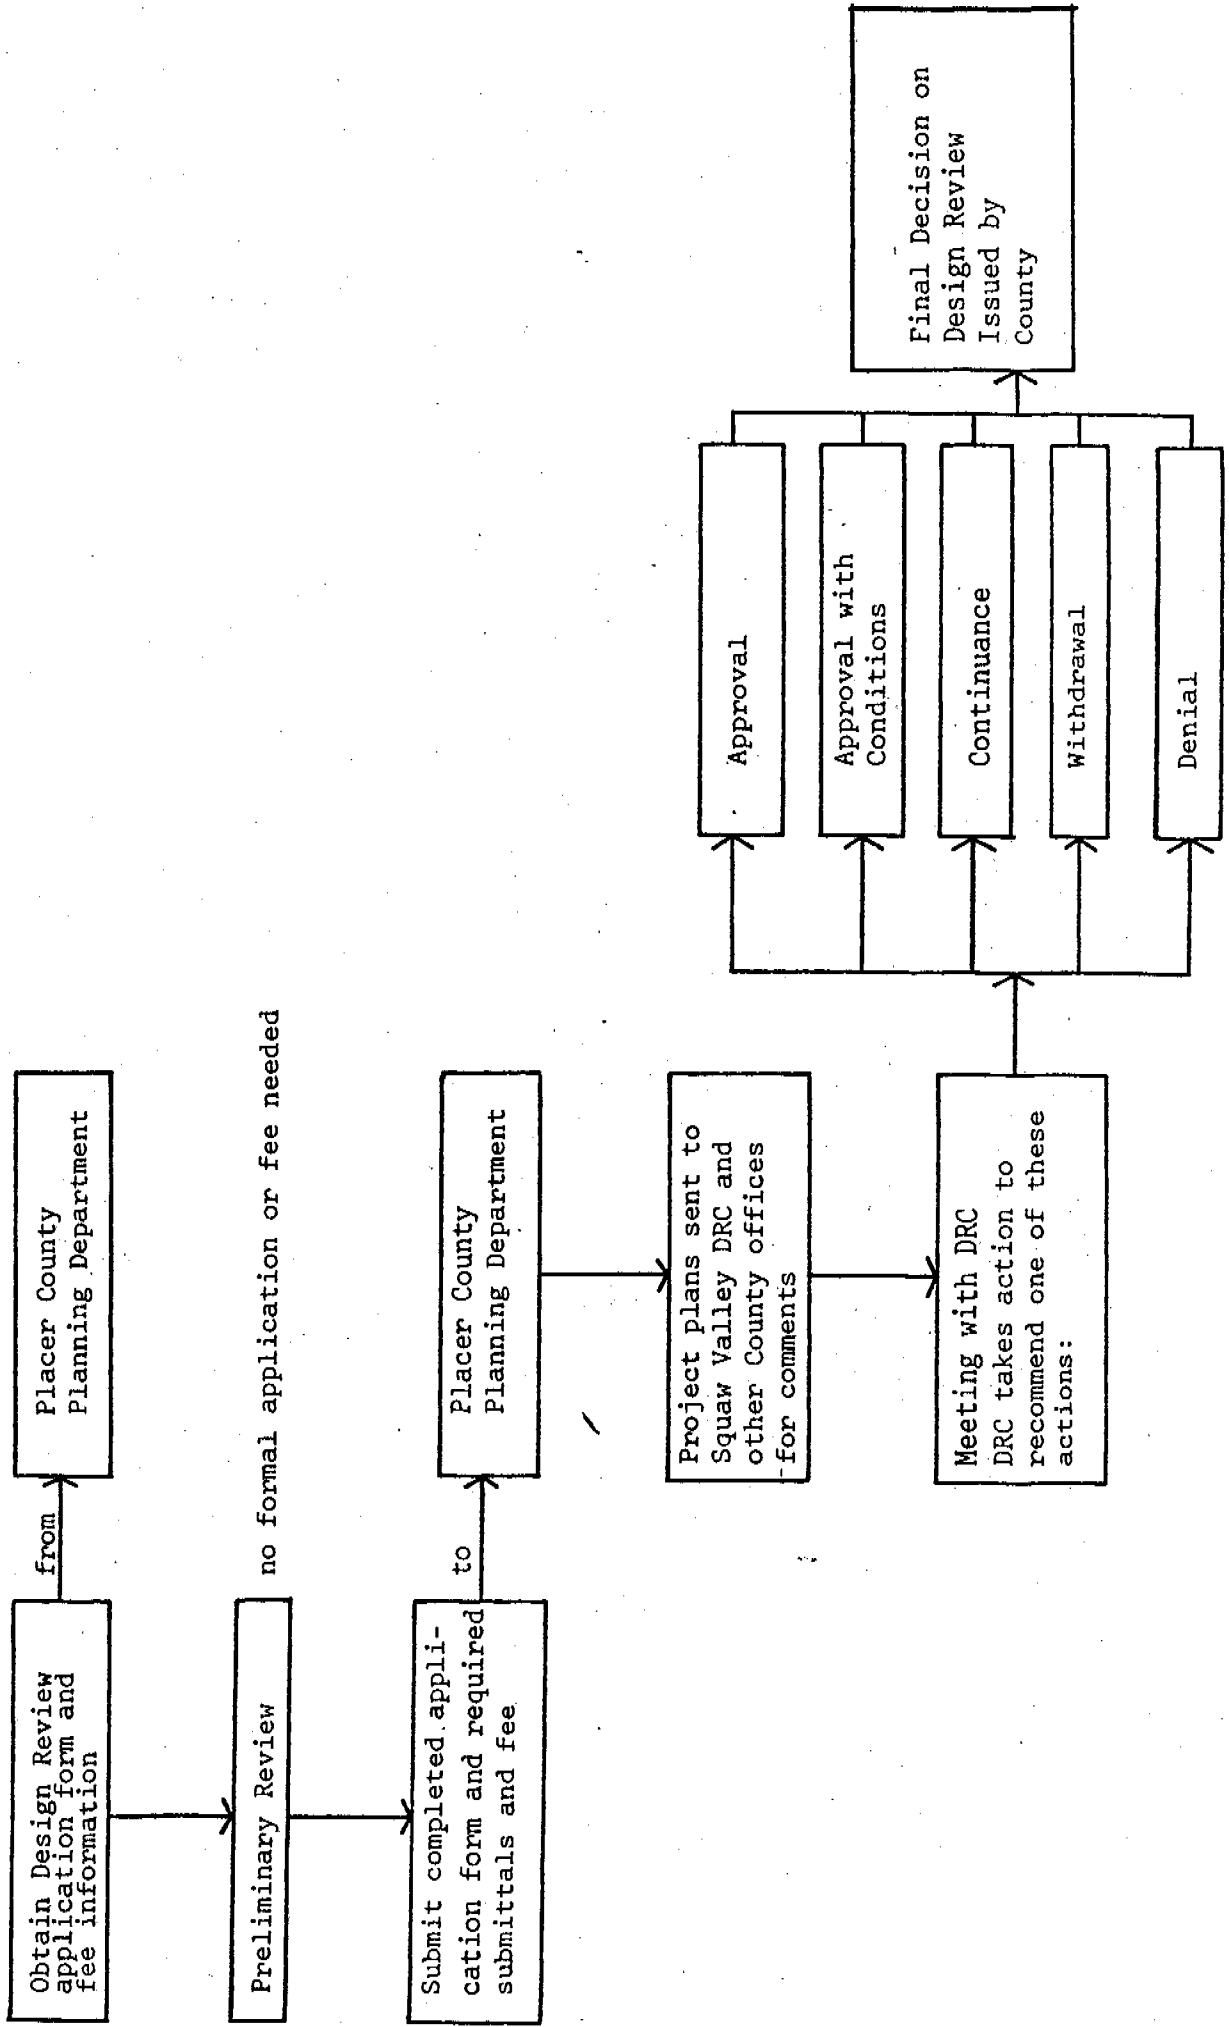 Obtain Design Review
application form and
fee information
from
Placer County
Planning Department
Preliminary Review
no formal application or fee needed
Submit completed appli-
cation form and required
submittals and fee
to
Placer County
Planning Department
Project plans sent to
Squaw Valley DRC and
other County offices
for comments
Meeting with DRC
DRC takes action to
recommend one of these
actions:
Approval
Approval with
Conditions
Continuance
Withdrawal
Denial
Final Decision on
Design Review
Issued by
County